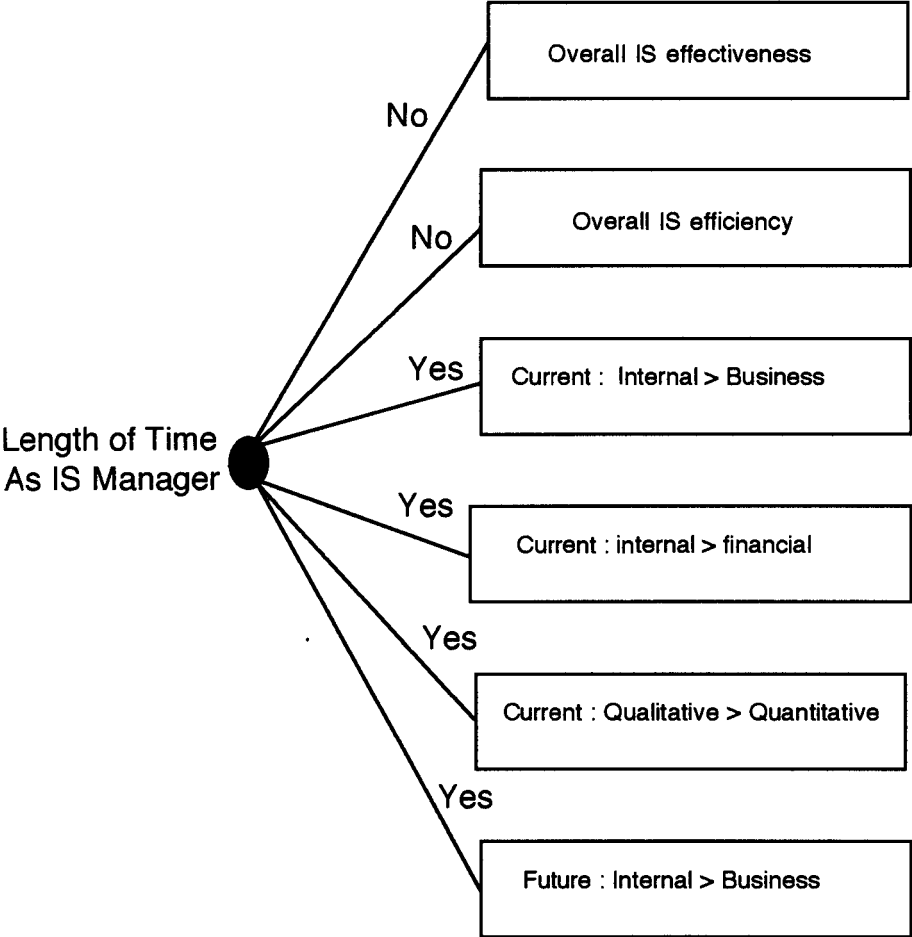 Overall IS effectiveness
No
Overall IS efficiency
No
Yes
Current : Internal > Business
Length of Time
As IS Manager
Yes
Current : internal > financial
Yes
Current : Qualitative > Quantitative
Yes
Future : Internal > Business